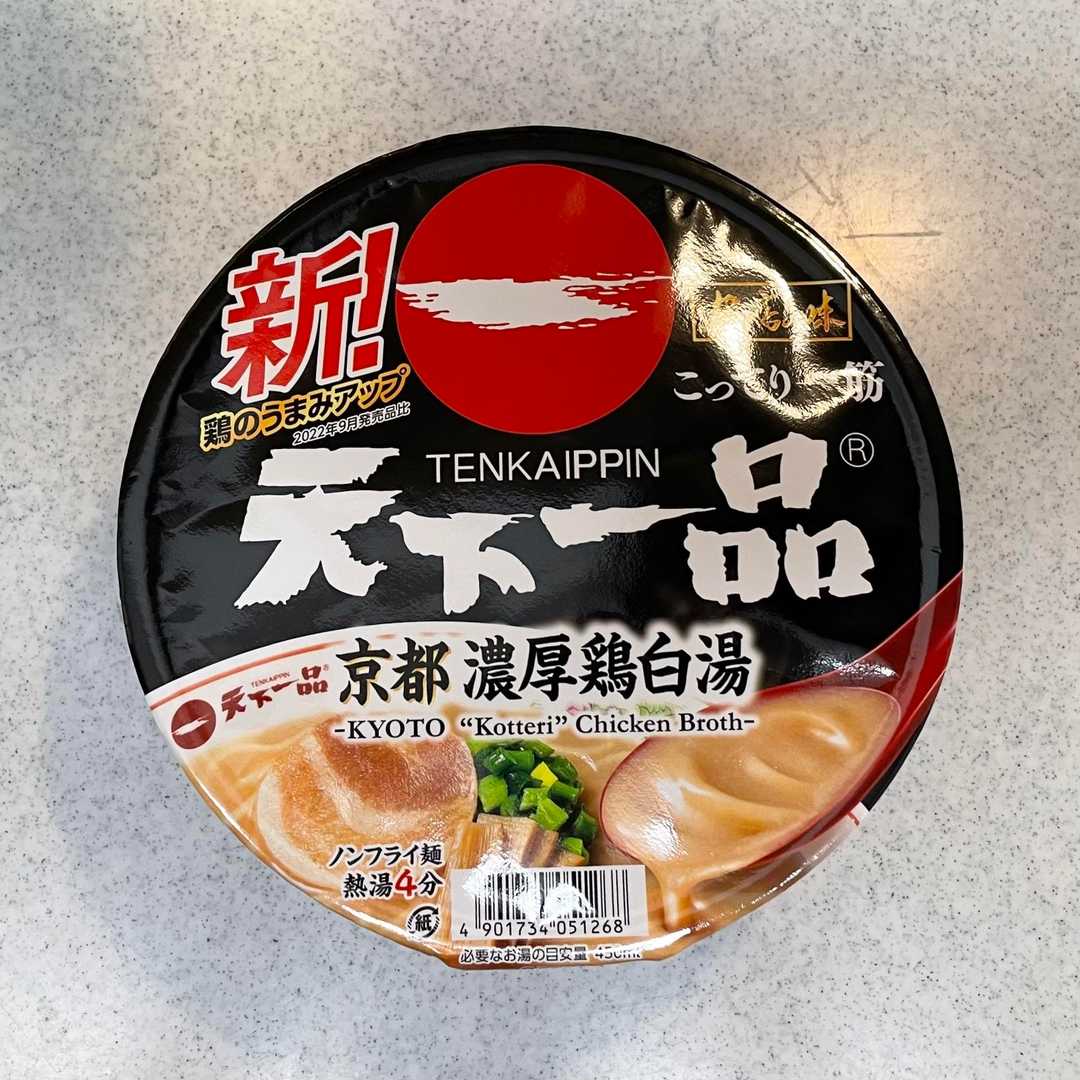 新!
鶏のうまみアップ
2022年9月発売品比
の味
こってり一筋
TENKAIPPIN
天下一品®
TENKAIPPIN
天下一品®
京都 濃厚鶏白湯
-KYOTO “Kotteri” Chicken Broth-
ノンフライ麺
熱湯4分
紙
4 901734 051268
必要なお湯の目安量 450ml